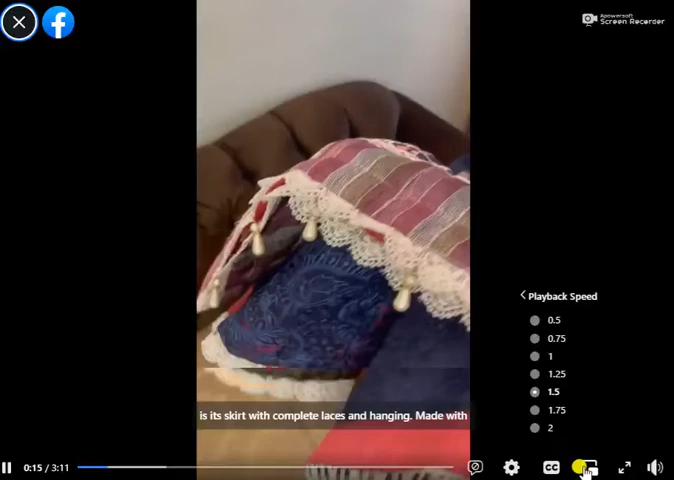 Apowersoft
Screen Recorder
Playback Speed
0.5
0.75
1
1.25
1.5
1.75
2
is its skirt with complete laces and hanging. Made with
0:15 / 3:11
CC